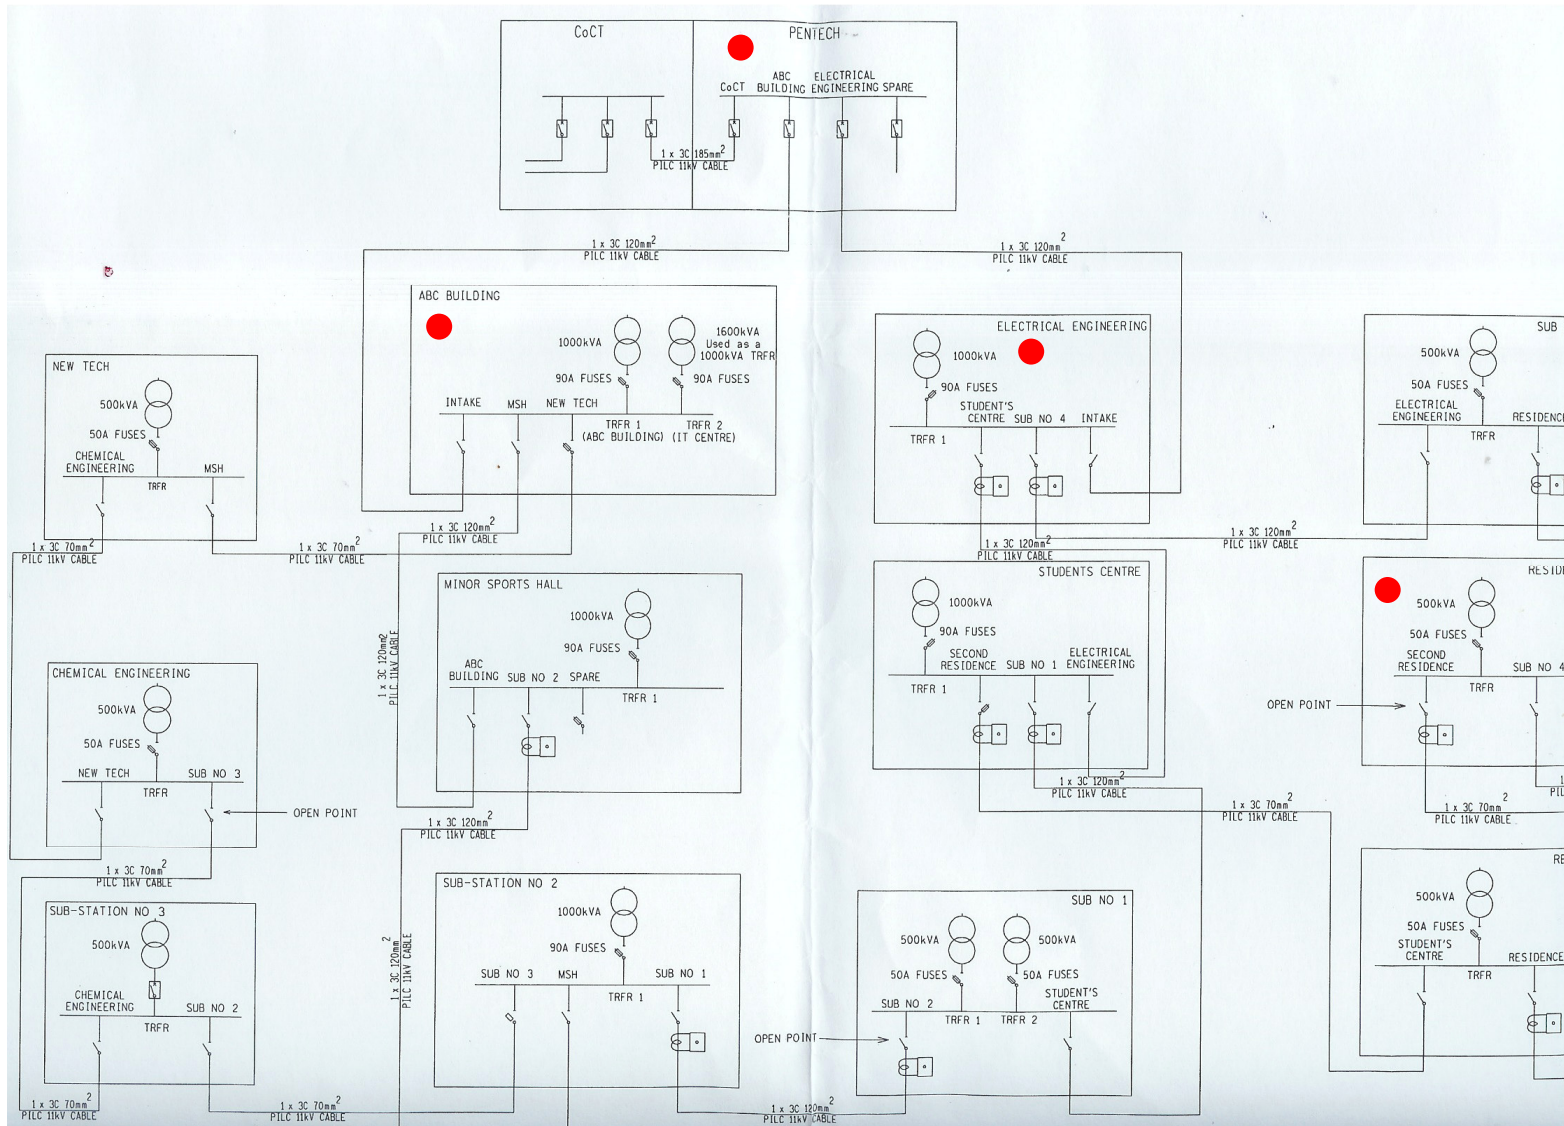 CoCT
PENTECH
CoCT
ABC
BUILDING
ELECTRICAL
ENGINEERING
SPARE
1 x 3C 185mm2
PILC 11kV CABLE
1 x 3C 120mm2
PILC 11kV CABLE
1 x 3C 120mm2
PILC 11kV CABLE
ABC BUILDING
1000kVA
1600kVA
Used as a
1000kVA TRFR
90A FUSES
90A FUSES
INTAKE
MSH
NEW TECH
TRFR 1
(ABC BUILDING)
TRFR 2
(IT CENTRE)
ELECTRICAL ENGINEERING
1000kVA
90A FUSES
STUDENT'S
CENTRE
SUB NO 4
INTAKE
TRFR 1
SUB
500kVA
50A FUSES
ELECTRICAL
ENGINEERING
RESIDENC
TRFR
NEW TECH
500kVA
50A FUSES
CHEMICAL
ENGINEERING
MSH
TRFR
1 x 3C 70mm2
PILC 11kV CABLE
1 x 3C 70mm2
PILC 11kV CABLE
1 x 3C 120mm2
PILC 11kV CABLE
1 x 3C 120mm2
PILC 11kV CABLE
1 x 3C 120mm2
PILC 11kV CABLE
MINOR SPORTS HALL
1000kVA
90A FUSES
ABC
BUILDING
SUB NO 2
SPARE
TRFR 1
1 x 3C 120mm2
PILC 11kV CABLE
STUDENTS CENTRE
1000kVA
90A FUSES
SECOND
RESIDENCE
SUB NO 1
ELECTRICAL
ENGINEERING
TRFR 1
RESID
500kVA
50A FUSES
SECOND
RESIDENCE
SUB NO 4
TRFR
OPEN POINT
CHEMICAL ENGINEERING
500kVA
50A FUSES
NEW TECH
SUB NO 3
TRFR
OPEN POINT
1 x 3C 120mm2
PILC 11kV CABLE
1 x 3C 120mm2
PILC 11kV CABLE
1 x 3C 70mm2
PILC 11kV CABLE
1 x 3C 70mm2
PILC 11kV CABLE
1
PIL
1 x 3C 70mm2
PILC 11kV CABLE
SUB-STATION NO 3
500kVA
CHEMICAL
ENGINEERING
SUB NO 2
TRFR
SUB-STATION NO 2
1000kVA
90A FUSES
SUB NO 3
MSH
SUB NO 1
TRFR 1
1 x 3C 120mm2
PILC 11kV CABLE
SUB NO 1
500kVA
500kVA
50A FUSES
50A FUSES
SUB NO 2
STUDENT'S
CENTRE
TRFR 1
TRFR 2
OPEN POINT
RE
500kVA
50A FUSES
STUDENT'S
CENTRE
RESIDENCE
TRFR
1 x 3C 70mm2
PILC 11kV CABLE
1 x 3C 70mm2
PILC 11kV CABLE
1 x 3C 120mm2
PILC 11kV CABLE